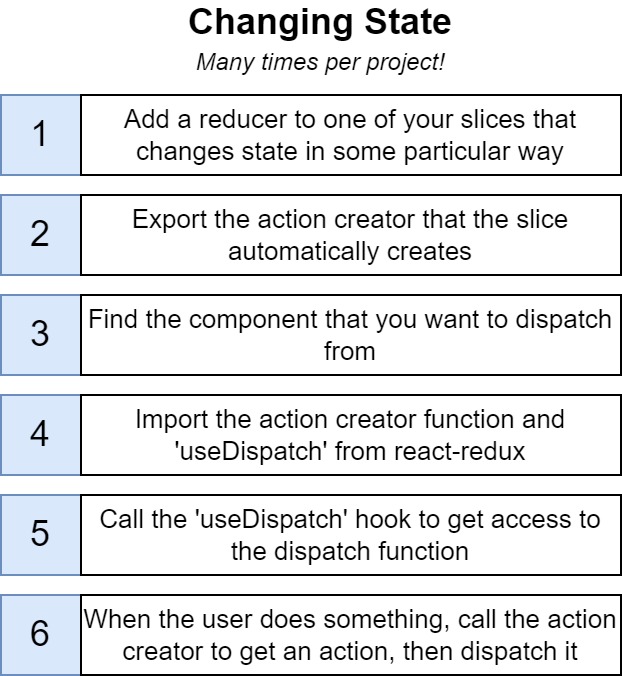 Changing State
Many times per project!
1
Add a reducer to one of your slices that
changes state in some particular way
2
Export the action creator that the slice
automatically creates
3
Find the component that you want to dispatch
from
4
Import the action creator function and
'useDispatch' from react-redux
5
Call the 'useDispatch' hook to get access to
the dispatch function
6
When the user does something, call the action
creator to get an action, then dispatch it